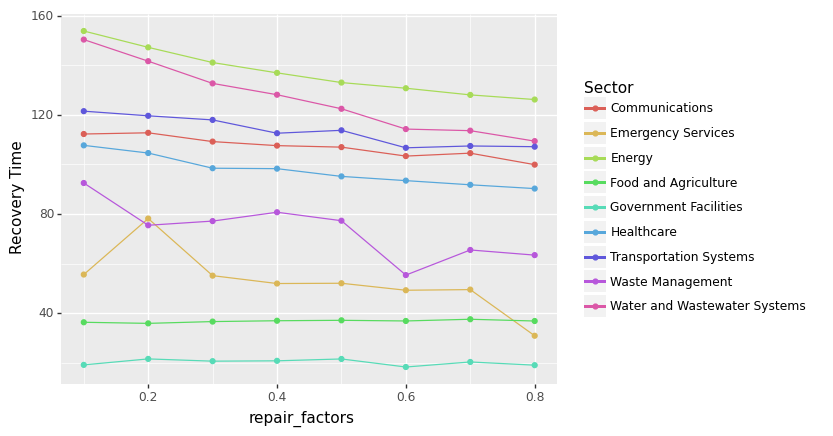 160
120
80
40
Recovery Time
0.2
0.4
0.6
0.8
repair_factors
Sector
Communications
Emergency Services
Energy
Food and Agriculture
Government Facilities
Healthcare
Transportation Systems
Waste Management
Water and Wastewater Systems